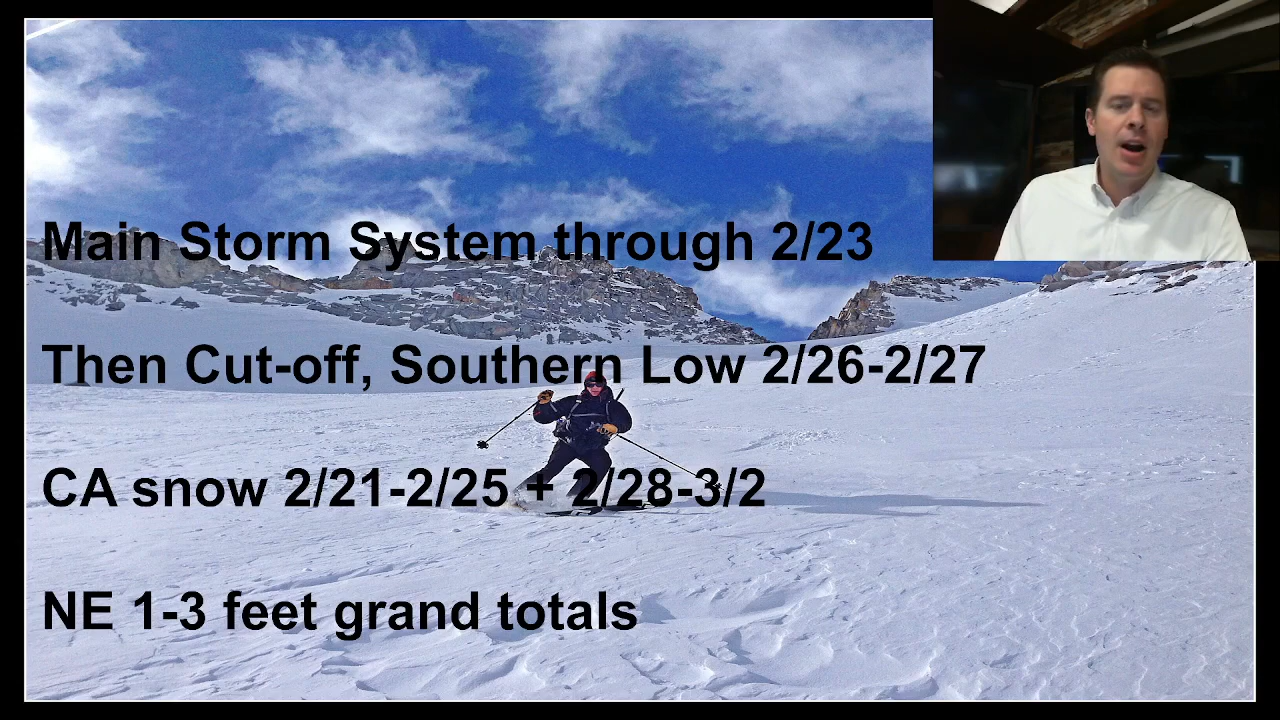 Main Storm System through 2/23
Then Cut-off, Southern Low 2/26-2/27
CA snow 2/21-2/25 + 2/28-3/2
NE 1-3 feet grand totals